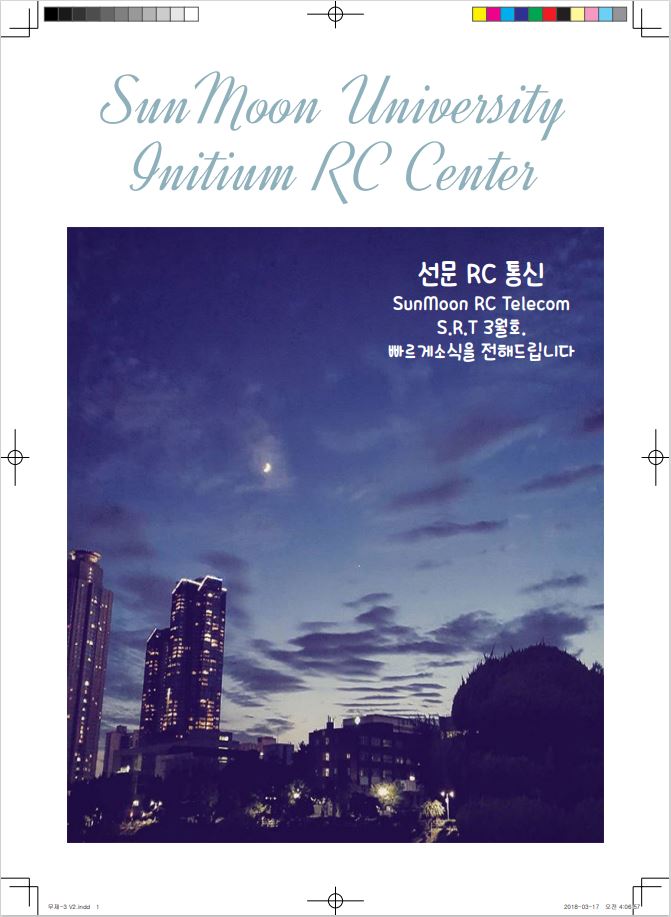 SunMoon University
Initium RC Center
선문 RC 통신
SunMoon RC Telecom
S.R.T 3월호.
빠르게소식을 전해드립니다
무제-3 V2.indd 1
2018-03-17 오전 4:06:57